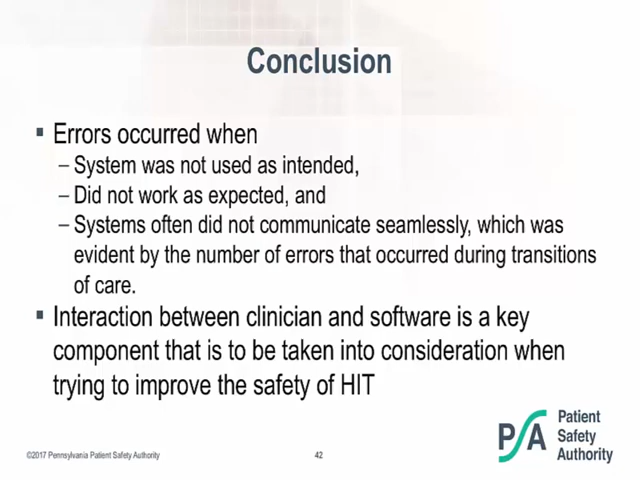 Conclusion
▪ Errors occurred when
– System was not used as intended,
– Did not work as expected, and
– Systems often did not communicate seamlessly, which was
evident by the number of errors that occurred during transitions
of care.
▪ Interaction between clinician and software is a key
component that is to be taken into consideration when
trying to improve the safety of HIT
PSA
Patient
Safety
Authority
©2017 Pennsylvania Patient Safety Authority
42